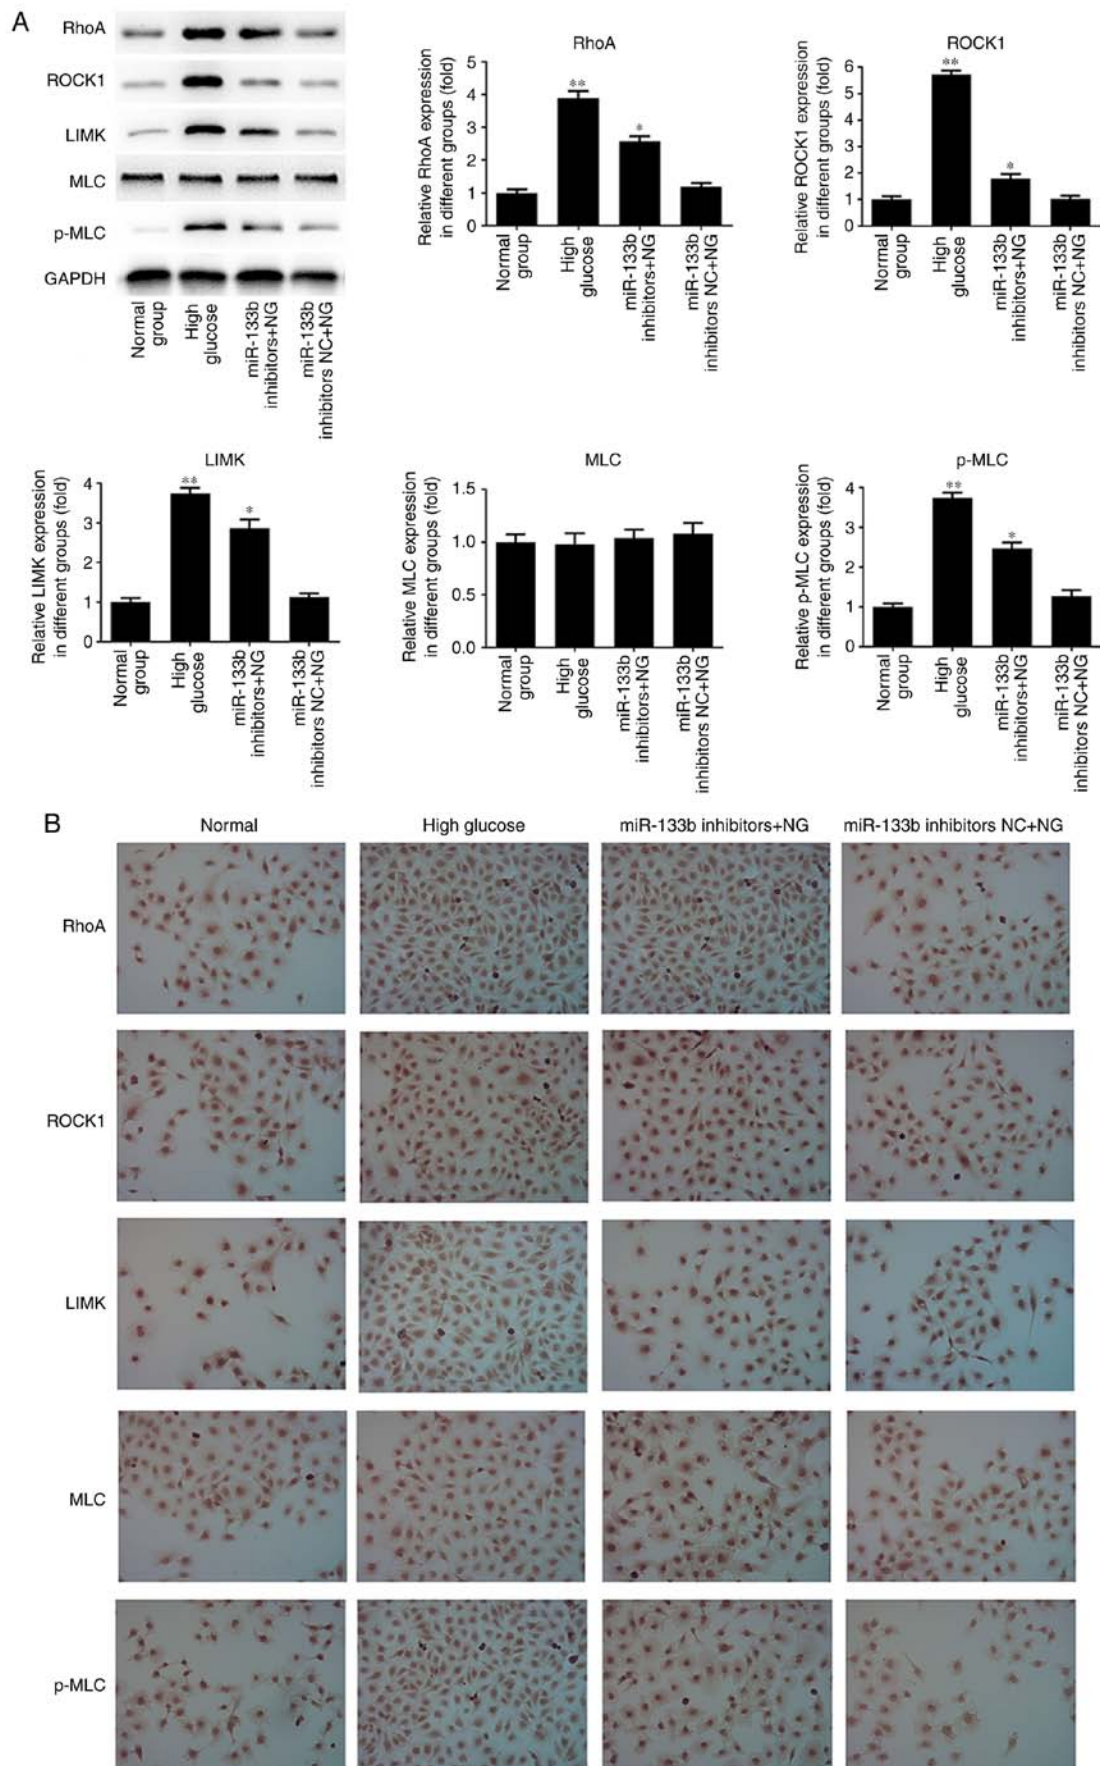 A
RhoA
ROCK1
LIMK
MLC
p-MLC
GAPDH
Normal
group
High
glucose
miR-133b
inhibitors+NG
miR-133b
inhibitors NC+NG
RhoA
Relative RhoA expression
in different groups (fold)
5
4
3
2
1
0
**
*
Normal
group
High
glucose
miR-133b
inhibitors+NG
miR-133b
inhibitors NC+NG
ROCK1
Relative ROCK1 expression
in different groups (fold)
6
5
4
3
2
1
0
**
*
Normal
group
High
glucose
miR-133b
inhibitors+NG
miR-133b
inhibitors NC+NG
LIMK
Relative LIMK expression
in different groups (fold)
4
3
2
1
0
**
*
Normal
group
High
glucose
miR-133b
inhibitors+NG
miR-133b
inhibitors NC+NG
MLC
Relative MLC expression
in different groups (fold)
1.5
1.0
0.5
0.0
Normal
group
High
glucose
miR-133b
inhibitors+NG
miR-133b
inhibitors NC+NG
p-MLC
Relative p-MLC expression
in different groups (fold)
4
3
2
1
0
**
*
Normal
group
High
glucose
miR-133b
inhibitors+NG
miR-133b
inhibitors NC+NG
B
Normal
High glucose
miR-133b inhibitors+NG
miR-133b inhibitors NC+NG
RhoA
ROCK1
LIMK
MLC
p-MLC